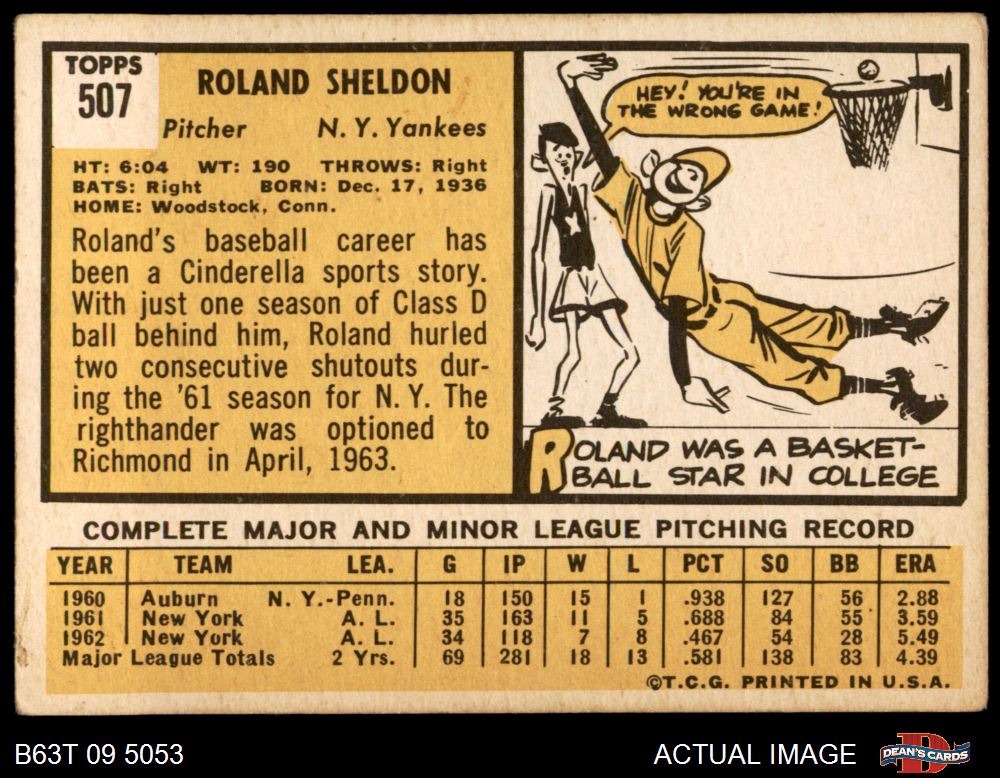 TOPPS
507
ROLAND SHELDON
Pitcher N. Y. Yankees
HT: 6:04 WT: 190 THROWS: Right
BATS: Right BORN: Dec. 17, 1936
HOME: Woodstock, Conn.
Roland's baseball career has
been a Cinderella sports story.
With just one season of Class D
ball behind him, Roland hurled
two consecutive shutouts dur-
ing the '61 season for N. Y. The
righthander was optioned to
Richmond in April, 1963.
HEY! YOU'RE IN
THE WRONG GAME!
ROLAND WAS A BASKET-
BALL STAR IN COLLEGE
COMPLETE MAJOR AND MINOR LEAGUE PITCHING RECORD
YEAR TEAM LEA. G IP W L PCT SO BB ERA
1960 Auburn N. Y.-Penn. 18 150 15 1 .938 127 56 2.88
1961 New York A. L. 35 163 11 5 .688 84 55 3.59
1962 New York A. L. 34 118 7 8 .467 54 28 5.49
Major League Totals 2 Yrs. 69 281 18 13 .581 138 83 4.39
©T.C.G. PRINTED IN U.S.A.
B63T 09 5053 ACTUAL IMAGE DEAN'S CARDS